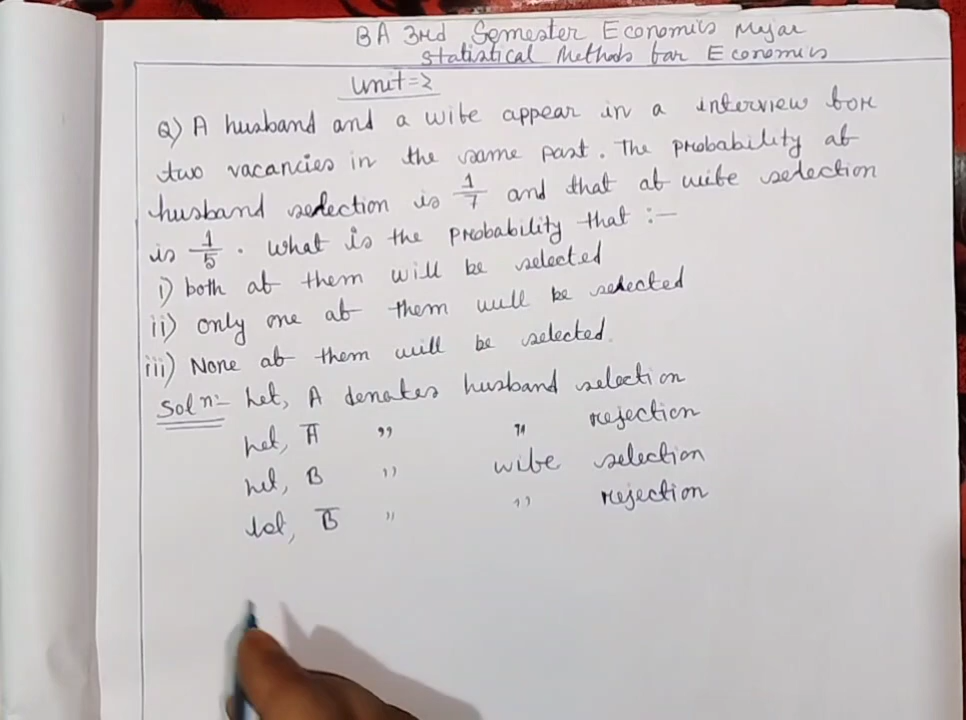 BA 3rd Semester Economics Major
Statistical Methods for Economics
Unit=2
Q) A husband and a wife appear in a interview for
two vacancies in the same post. The probability of
husband selection is 1/7 and that of wife selection
is 1/5. What is the probability that :-
i) both of them will be selected
ii) only one of them will be selected
iii) None of them will be selected.
Solⁿ:- Let, A denotes husband selection
Let, A̅ ,, ,, rejection
Let, B ,, wife selection
Let, B̅ ,, ,, rejection